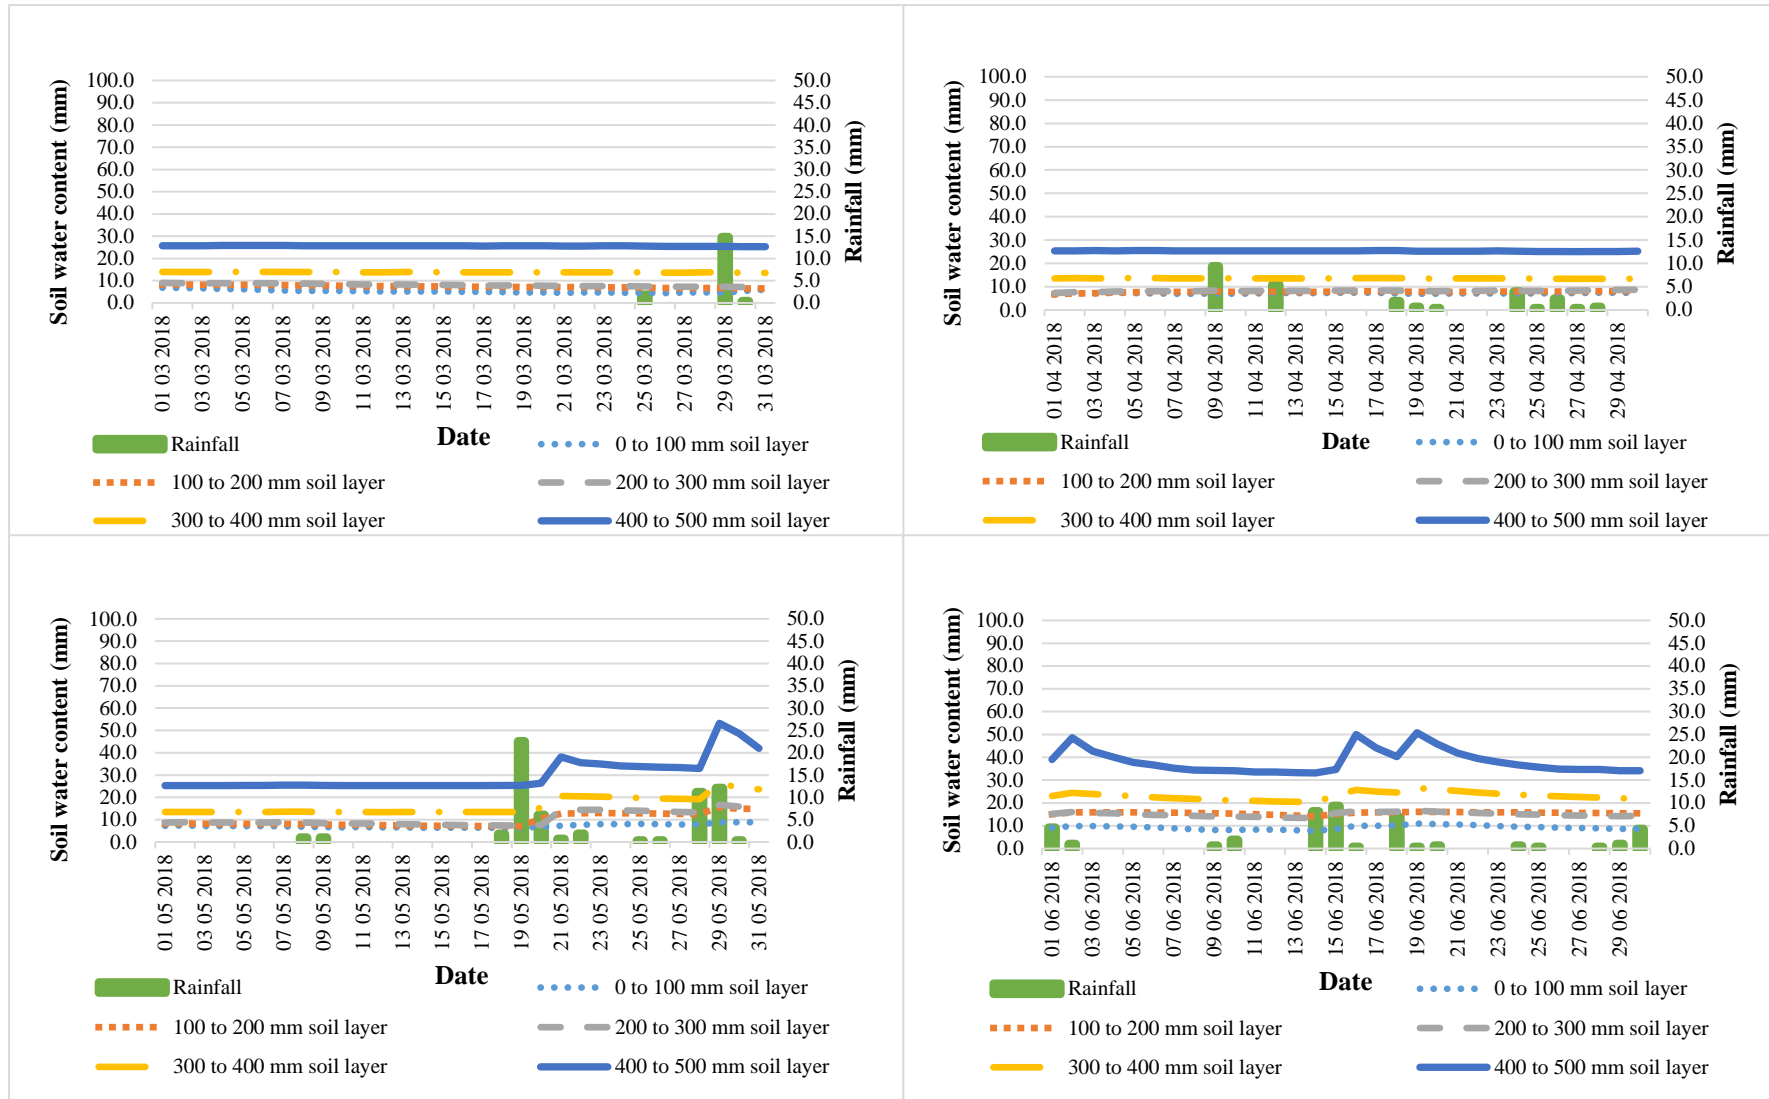 Soil water content (mm)
100.0
90.0
80.0
70.0
60.0
50.0
40.0
30.0
20.0
10.0
0.0
50.0
45.0
40.0
35.0
30.0
25.0
20.0
15.0
10.0
5.0
0.0
Rainfall (mm)
01 03 2018
03 03 2018
05 03 2018
07 03 2018
09 03 2018
11 03 2018
13 03 2018
15 03 2018
17 03 2018
19 03 2018
21 03 2018
23 03 2018
25 03 2018
27 03 2018
29 03 2018
31 03 2018
Date
Rainfall
0 to 100 mm soil layer
100 to 200 mm soil layer
200 to 300 mm soil layer
300 to 400 mm soil layer
400 to 500 mm soil layer
Soil water content (mm)
100.0
90.0
80.0
70.0
60.0
50.0
40.0
30.0
20.0
10.0
0.0
50.0
45.0
40.0
35.0
30.0
25.0
20.0
15.0
10.0
5.0
0.0
Rainfall (mm)
01 04 2018
03 04 2018
05 04 2018
07 04 2018
09 04 2018
11 04 2018
13 04 2018
15 04 2018
17 04 2018
19 04 2018
21 04 2018
23 04 2018
25 04 2018
27 04 2018
29 04 2018
Date
Rainfall
0 to 100 mm soil layer
100 to 200 mm soil layer
200 to 300 mm soil layer
300 to 400 mm soil layer
400 to 500 mm soil layer
Soil water content (mm)
100.0
90.0
80.0
70.0
60.0
50.0
40.0
30.0
20.0
10.0
0.0
50.0
45.0
40.0
35.0
30.0
25.0
20.0
15.0
10.0
5.0
0.0
Rainfall (mm)
01 05 2018
03 05 2018
05 05 2018
07 05 2018
09 05 2018
11 05 2018
13 05 2018
15 05 2018
17 05 2018
19 05 2018
21 05 2018
23 05 2018
25 05 2018
27 05 2018
29 05 2018
31 05 2018
Date
Rainfall
0 to 100 mm soil layer
100 to 200 mm soil layer
200 to 300 mm soil layer
300 to 400 mm soil layer
400 to 500 mm soil layer
Soil water content (mm)
100.0
90.0
80.0
70.0
60.0
50.0
40.0
30.0
20.0
10.0
0.0
50.0
45.0
40.0
35.0
30.0
25.0
20.0
15.0
10.0
5.0
0.0
Rainfall (mm)
01 06 2018
03 06 2018
05 06 2018
07 06 2018
09 06 2018
11 06 2018
13 06 2018
15 06 2018
17 06 2018
19 06 2018
21 06 2018
23 06 2018
25 06 2018
27 06 2018
29 06 2018
Date
Rainfall
0 to 100 mm soil layer
100 to 200 mm soil layer
200 to 300 mm soil layer
300 to 400 mm soil layer
400 to 500 mm soil layer